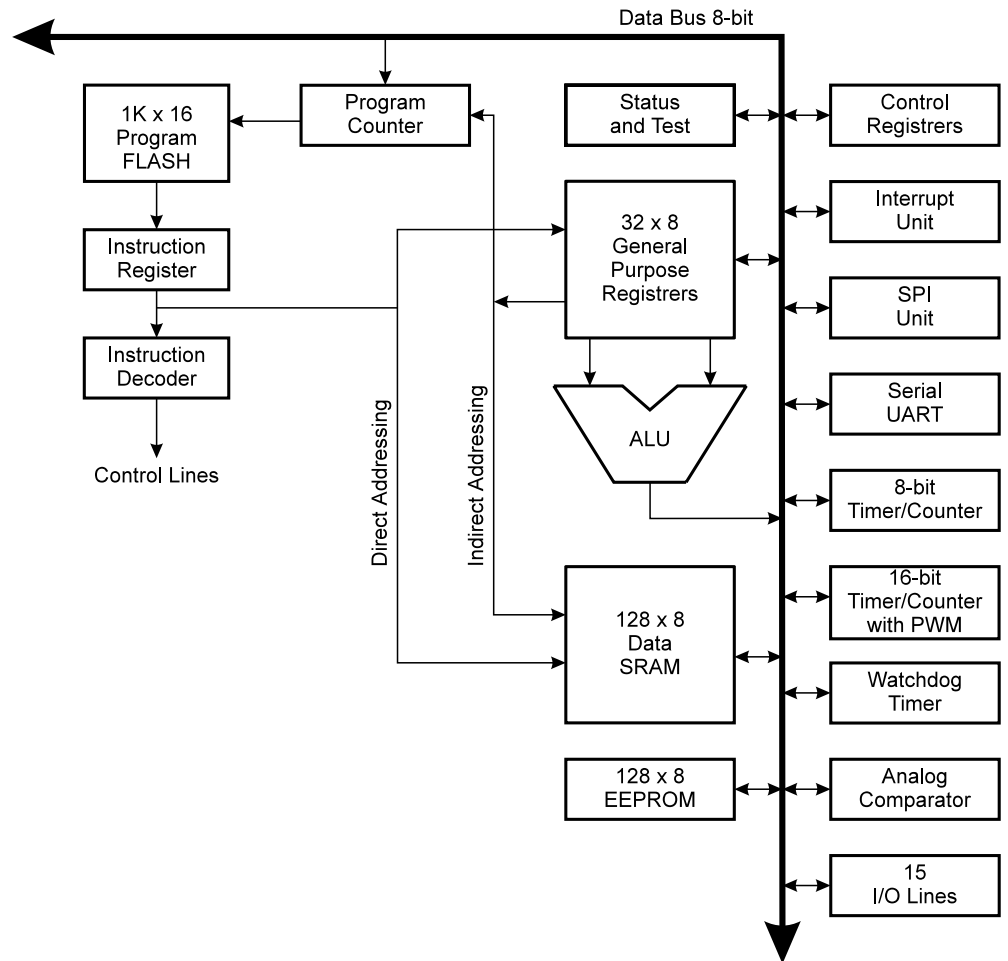 Data Bus 8-bit
1K x 16
Program
FLASH
Program
Counter
Status
and Test
Control
Registrers
Instruction
Register
32 x 8
General
Purpose
Registrers
Interrupt
Unit
SPI
Unit
Instruction
Decoder
Control Lines
Direct Addressing
Indirect Addressing
ALU
Serial
UART
8-bit
Timer/Counter
128 x 8
Data
SRAM
16-bit
Timer/Counter
with PWM
Watchdog
Timer
128 x 8
EEPROM
Analog
Comparator
15
I/O Lines